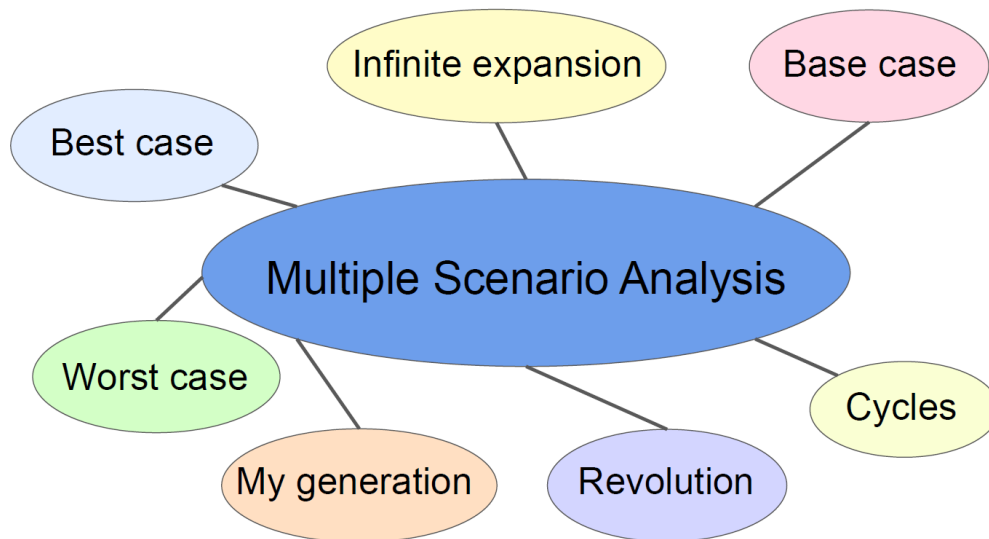 Infinite expansion
Base case
Best case
Multiple Scenario Analysis
Worst case
Cycles
My generation
Revolution